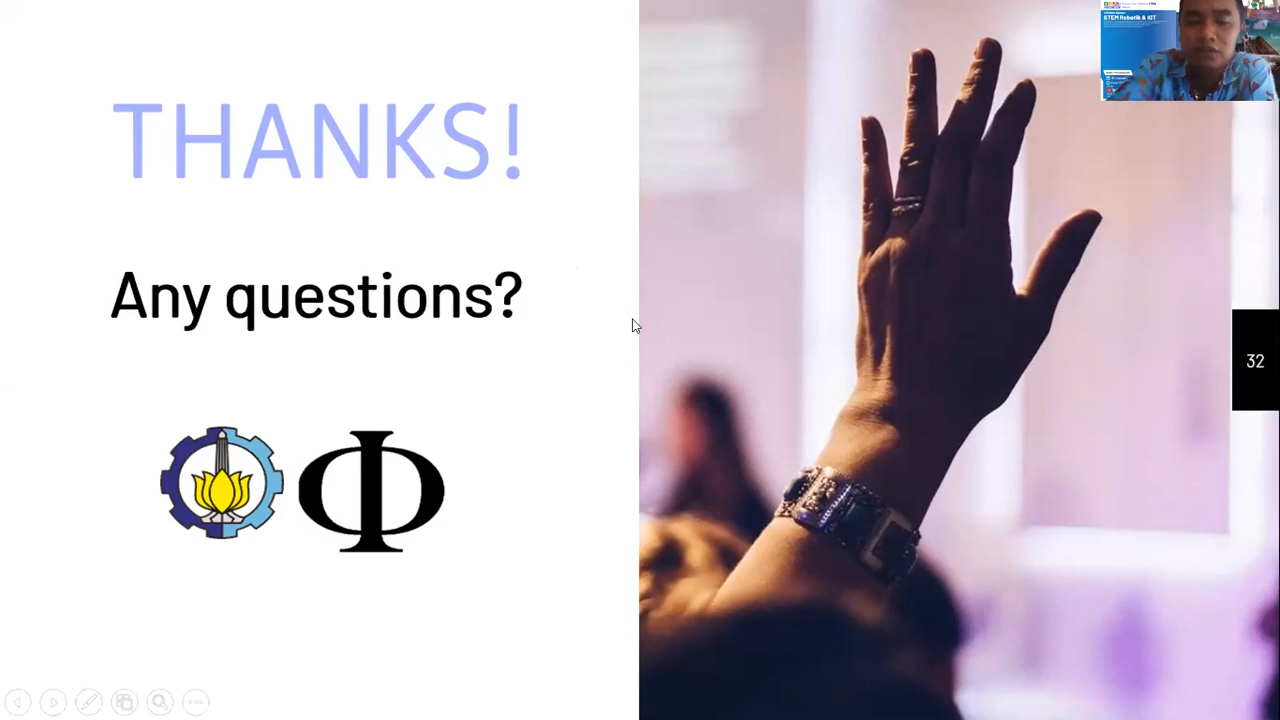 THANKS!
Any questions?
Φ
32
STEM Robotik & IOT